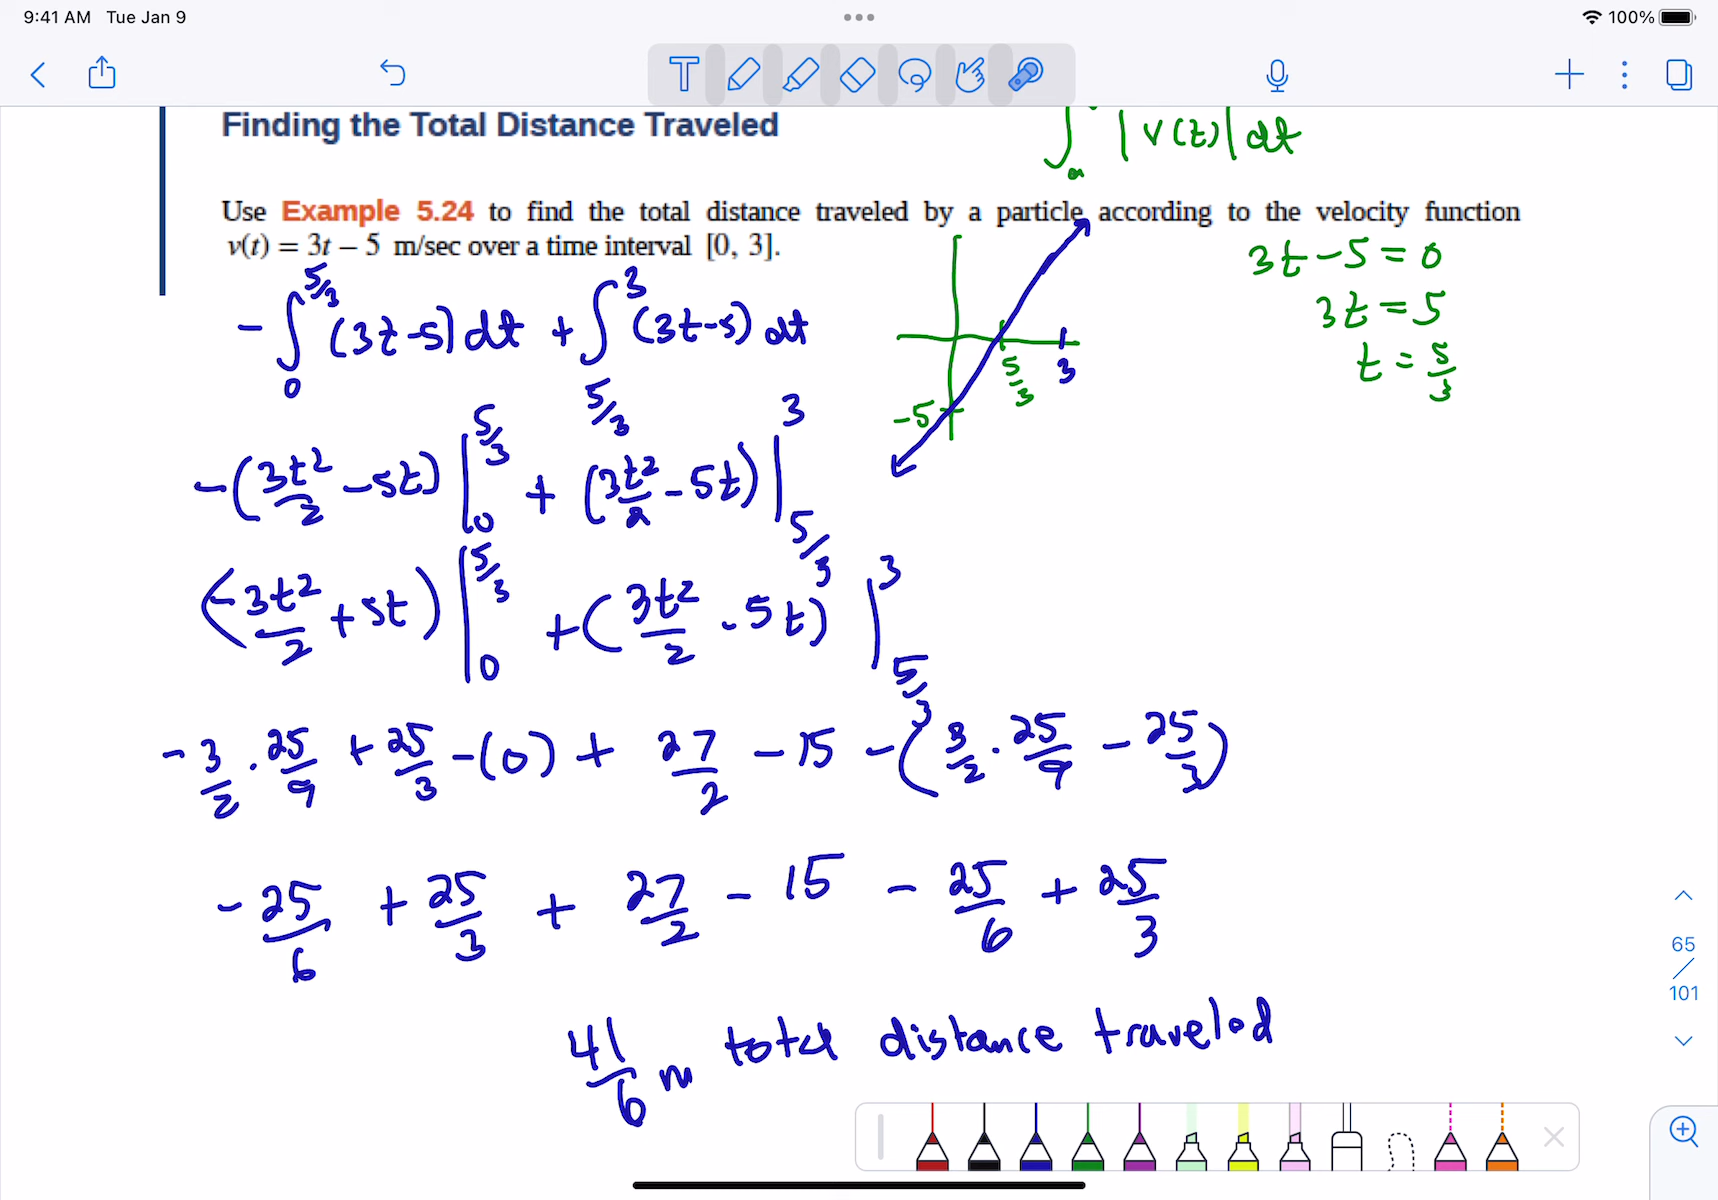 9:41 AM Tue Jan 9
100%
Finding the Total Distance Traveled
∫ |v(t)| dt
Use Example 5.24 to find the total distance traveled by a particle according to the velocity function
v(t) = 3t − 5 m/sec over a time interval [0, 3].
3t − 5 = 0
3t = 5
t = 5/3
-5
5/3
3
-∫_0^{5/3} (3t-5) dt + ∫_{5/3}^3 (3t-5) dt
-(3t²/2 - 5t) |_0^{5/3} + (3t²/2 - 5t) |_{5/3}^3
(-3t²/2 + 5t) |_0^{5/3} + (3t²/2 - 5t) |_{5/3}^3
-3/2 · 25/9 + 25/3 - (0) + 27/2 - 15 - (3/2 · 25/9 - 25/3)
-25/6 + 25/3 + 27/2 - 15 - 25/6 + 25/3
41/6 m total distance traveled
65
/
101